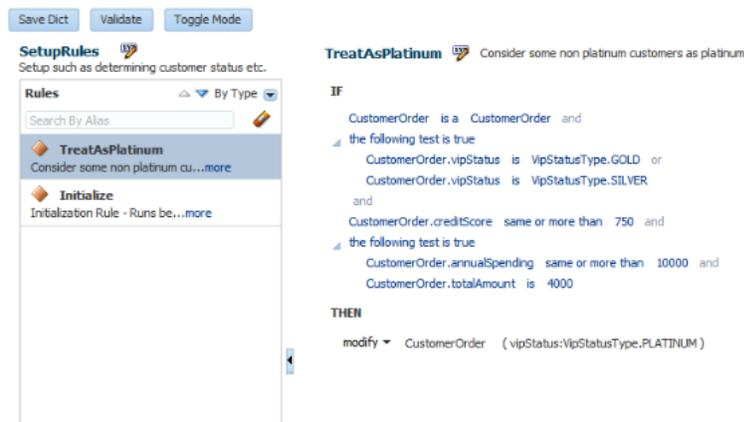 Save Dict Validate Toggle Mode
SetupRules
Setup such as determining customer status etc.
Rules By Type
Search By Alias
TreatAsPlatinum
Consider some non platinum cu...more
Initialize
Initialization Rule - Runs be...more
TreatAsPlatinum Consider some non platinum customers as platinum
IF
CustomerOrder is a CustomerOrder and
the following test is true
CustomerOrder.vipStatus is VipStatusType.GOLD or
CustomerOrder.vipStatus is VipStatusType.SILVER
and
CustomerOrder.creditScore same or more than 750 and
the following test is true
CustomerOrder.annualSpending same or more than 10000 and
CustomerOrder.totalAmount is 4000
THEN
modify CustomerOrder ( vipStatus:VipStatusType.PLATINUM )